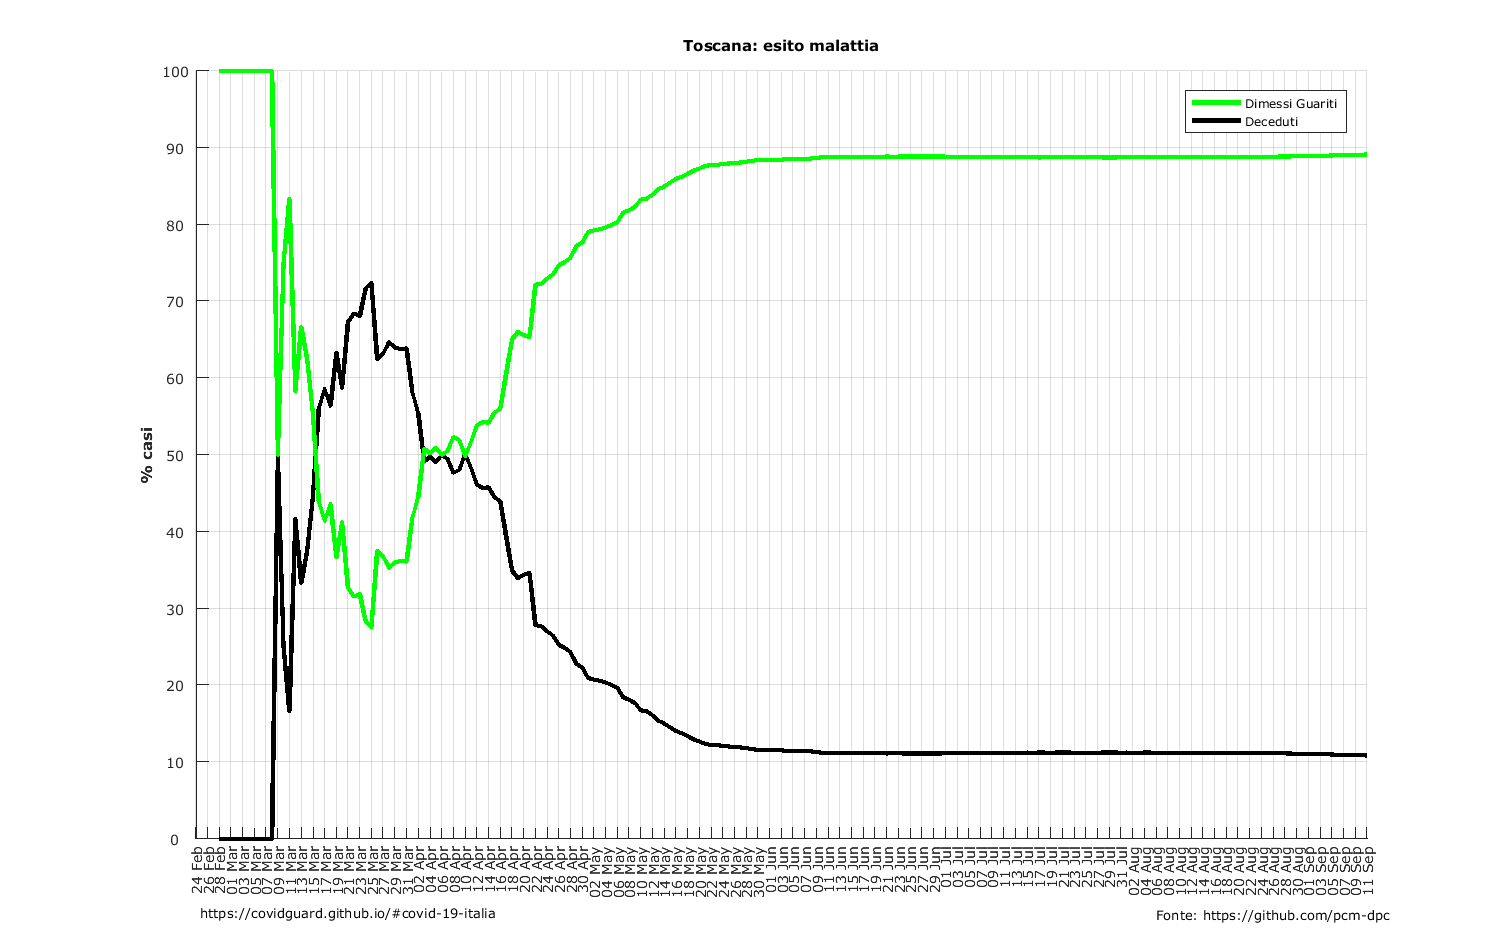 Toscana: esito malattia
100
90
80
70
60
50
40
30
20
10
0
% casi
Dimessi Guariti
Deceduti
24 Feb
26 Feb
28 Feb
01 Mar
03 Mar
05 Mar
07 Mar
09 Mar
11 Mar
13 Mar
15 Mar
17 Mar
19 Mar
21 Mar
23 Mar
25 Mar
27 Mar
29 Mar
31 Mar
02 Apr
04 Apr
06 Apr
08 Apr
10 Apr
12 Apr
14 Apr
16 Apr
18 Apr
20 Apr
22 Apr
24 Apr
26 Apr
28 Apr
30 Apr
02 May
04 May
06 May
08 May
10 May
12 May
14 May
16 May
18 May
20 May
22 May
24 May
26 May
28 May
30 May
01 Jun
03 Jun
05 Jun
07 Jun
09 Jun
11 Jun
13 Jun
15 Jun
17 Jun
19 Jun
21 Jun
23 Jun
25 Jun
27 Jun
29 Jun
01 Jul
03 Jul
05 Jul
07 Jul
09 Jul
11 Jul
13 Jul
15 Jul
17 Jul
19 Jul
21 Jul
23 Jul
25 Jul
27 Jul
29 Jul
31 Jul
02 Aug
04 Aug
06 Aug
08 Aug
10 Aug
12 Aug
14 Aug
16 Aug
18 Aug
20 Aug
22 Aug
24 Aug
26 Aug
28 Aug
30 Aug
01 Sep
03 Sep
05 Sep
07 Sep
09 Sep
11 Sep
https://covidguard.github.io/#covid-19-italia
Fonte: https://github.com/pcm-dpc